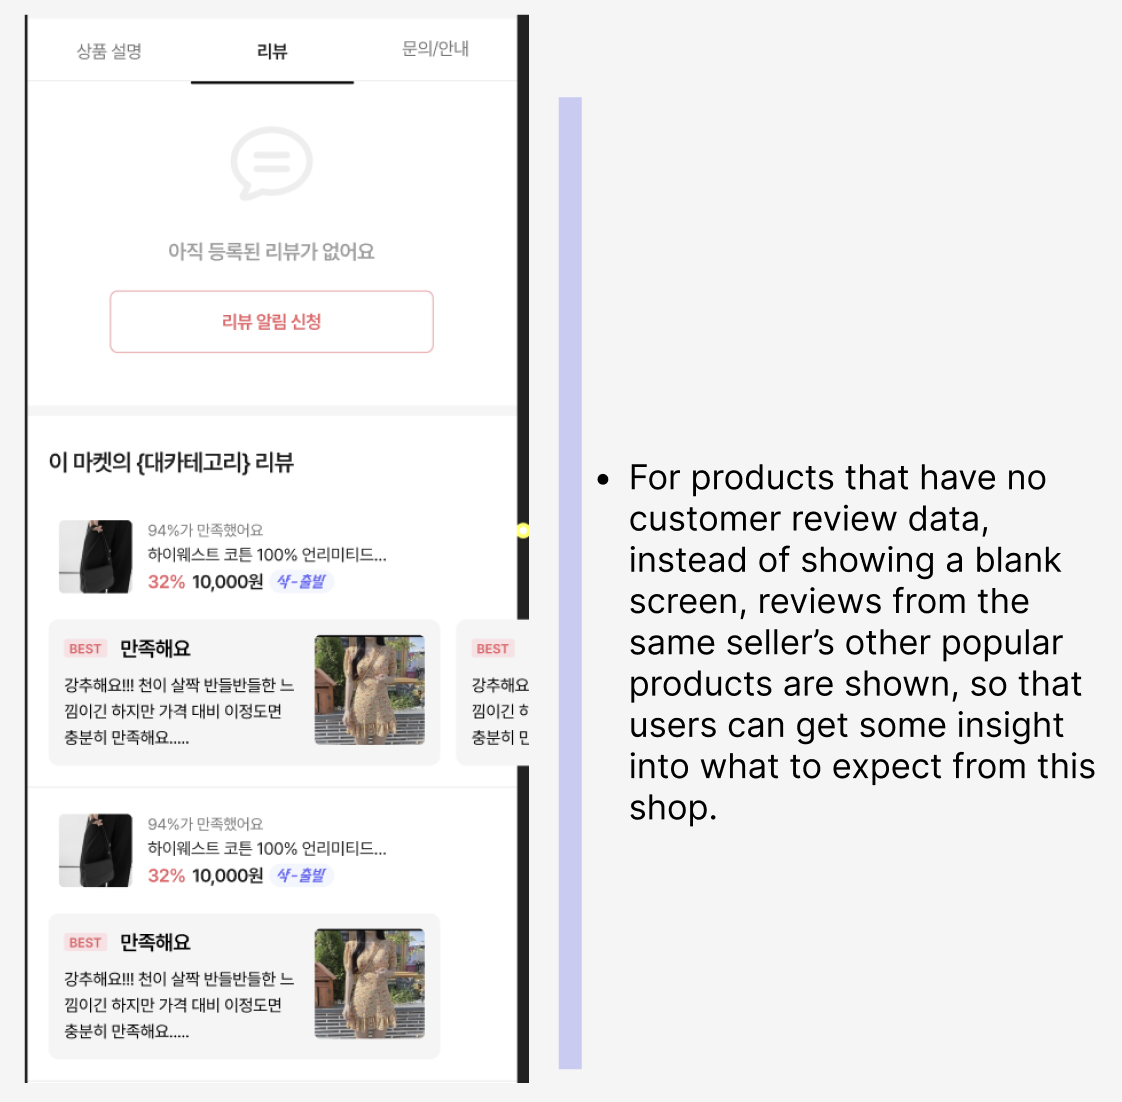 상품 설명
리뷰
문의/안내
아직 등록된 리뷰가 없어요
리뷰 알림 신청
이 마켓의 {대카테고리} 리뷰
94%가 만족했어요
하이웨스트 코튼 100% 언리미티드...
32% 10,000원 샥-출발
BEST 만족해요
강추해요!!! 천이 살짝 반들반들한 느
낌이긴 하지만 가격 대비 이정도면
충분히 만족해요.....
BEST
강추해요
낌이긴 ㅎ
충분히 민
94%가 만족했어요
하이웨스트 코튼 100% 언리미티드...
32% 10,000원 샥-출발
BEST 만족해요
강추해요!!! 천이 살짝 반들반들한 느
낌이긴 하지만 가격 대비 이정도면
충분히 만족해요.....
• For products that have no
customer review data,
instead of showing a blank
screen, reviews from the
same seller’s other popular
products are shown, so that
users can get some insight
into what to expect from this
shop.